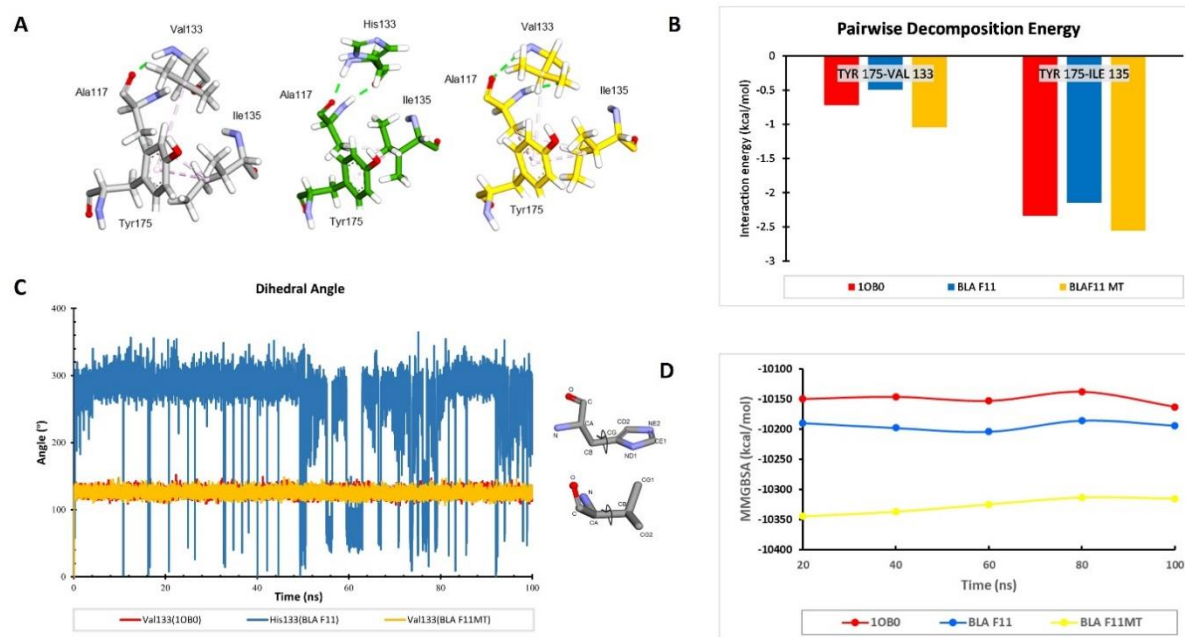 A
Val133
Ala117
Ile135
Tyr175
His133
Ala117
Ile135
Val133
Ala117
Ile135
Tyr175
B
Pairwise Decomposition Energy
Interaction energy (kcal/mol)
0
-0.5
-1
-1.5
-2
-2.5
-3
TYR 175-VAL 133
TYR 175-ILE 135
1OB0
BLA F11
BLAF11 MT
C
Dihedral Angle
Angle (°)
400
300
200
100
0
0
20
40
60
80
100
Time (ns)
Val133(1OB0)
His133(BLA F11)
Val133(BLA F11MT)
O
C
CA
N
CB
CG
CD2
NE2
CE1
ND1
O
N
C
CA
CB
CG1
CG2
D
MMGBSA (kcal/mol)
-10100
-10150
-10200
-10250
-10300
-10350
-10400
20
40
60
80
100
Time (ns)
1OB0
BLA F11
BLA F11MT